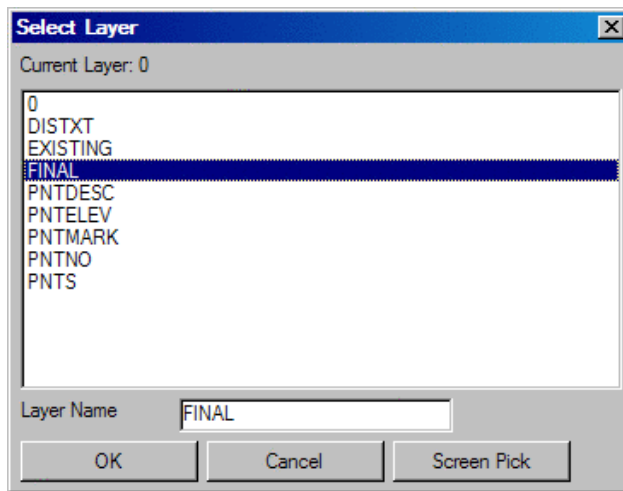 Select Layer
Current Layer: 0
0
DISTXT
EXISTING
FINAL
PNTDESC
PNTELEV
PNTMARK
PNTNO
PNTS
Layer Name FINAL
OK Cancel Screen Pick